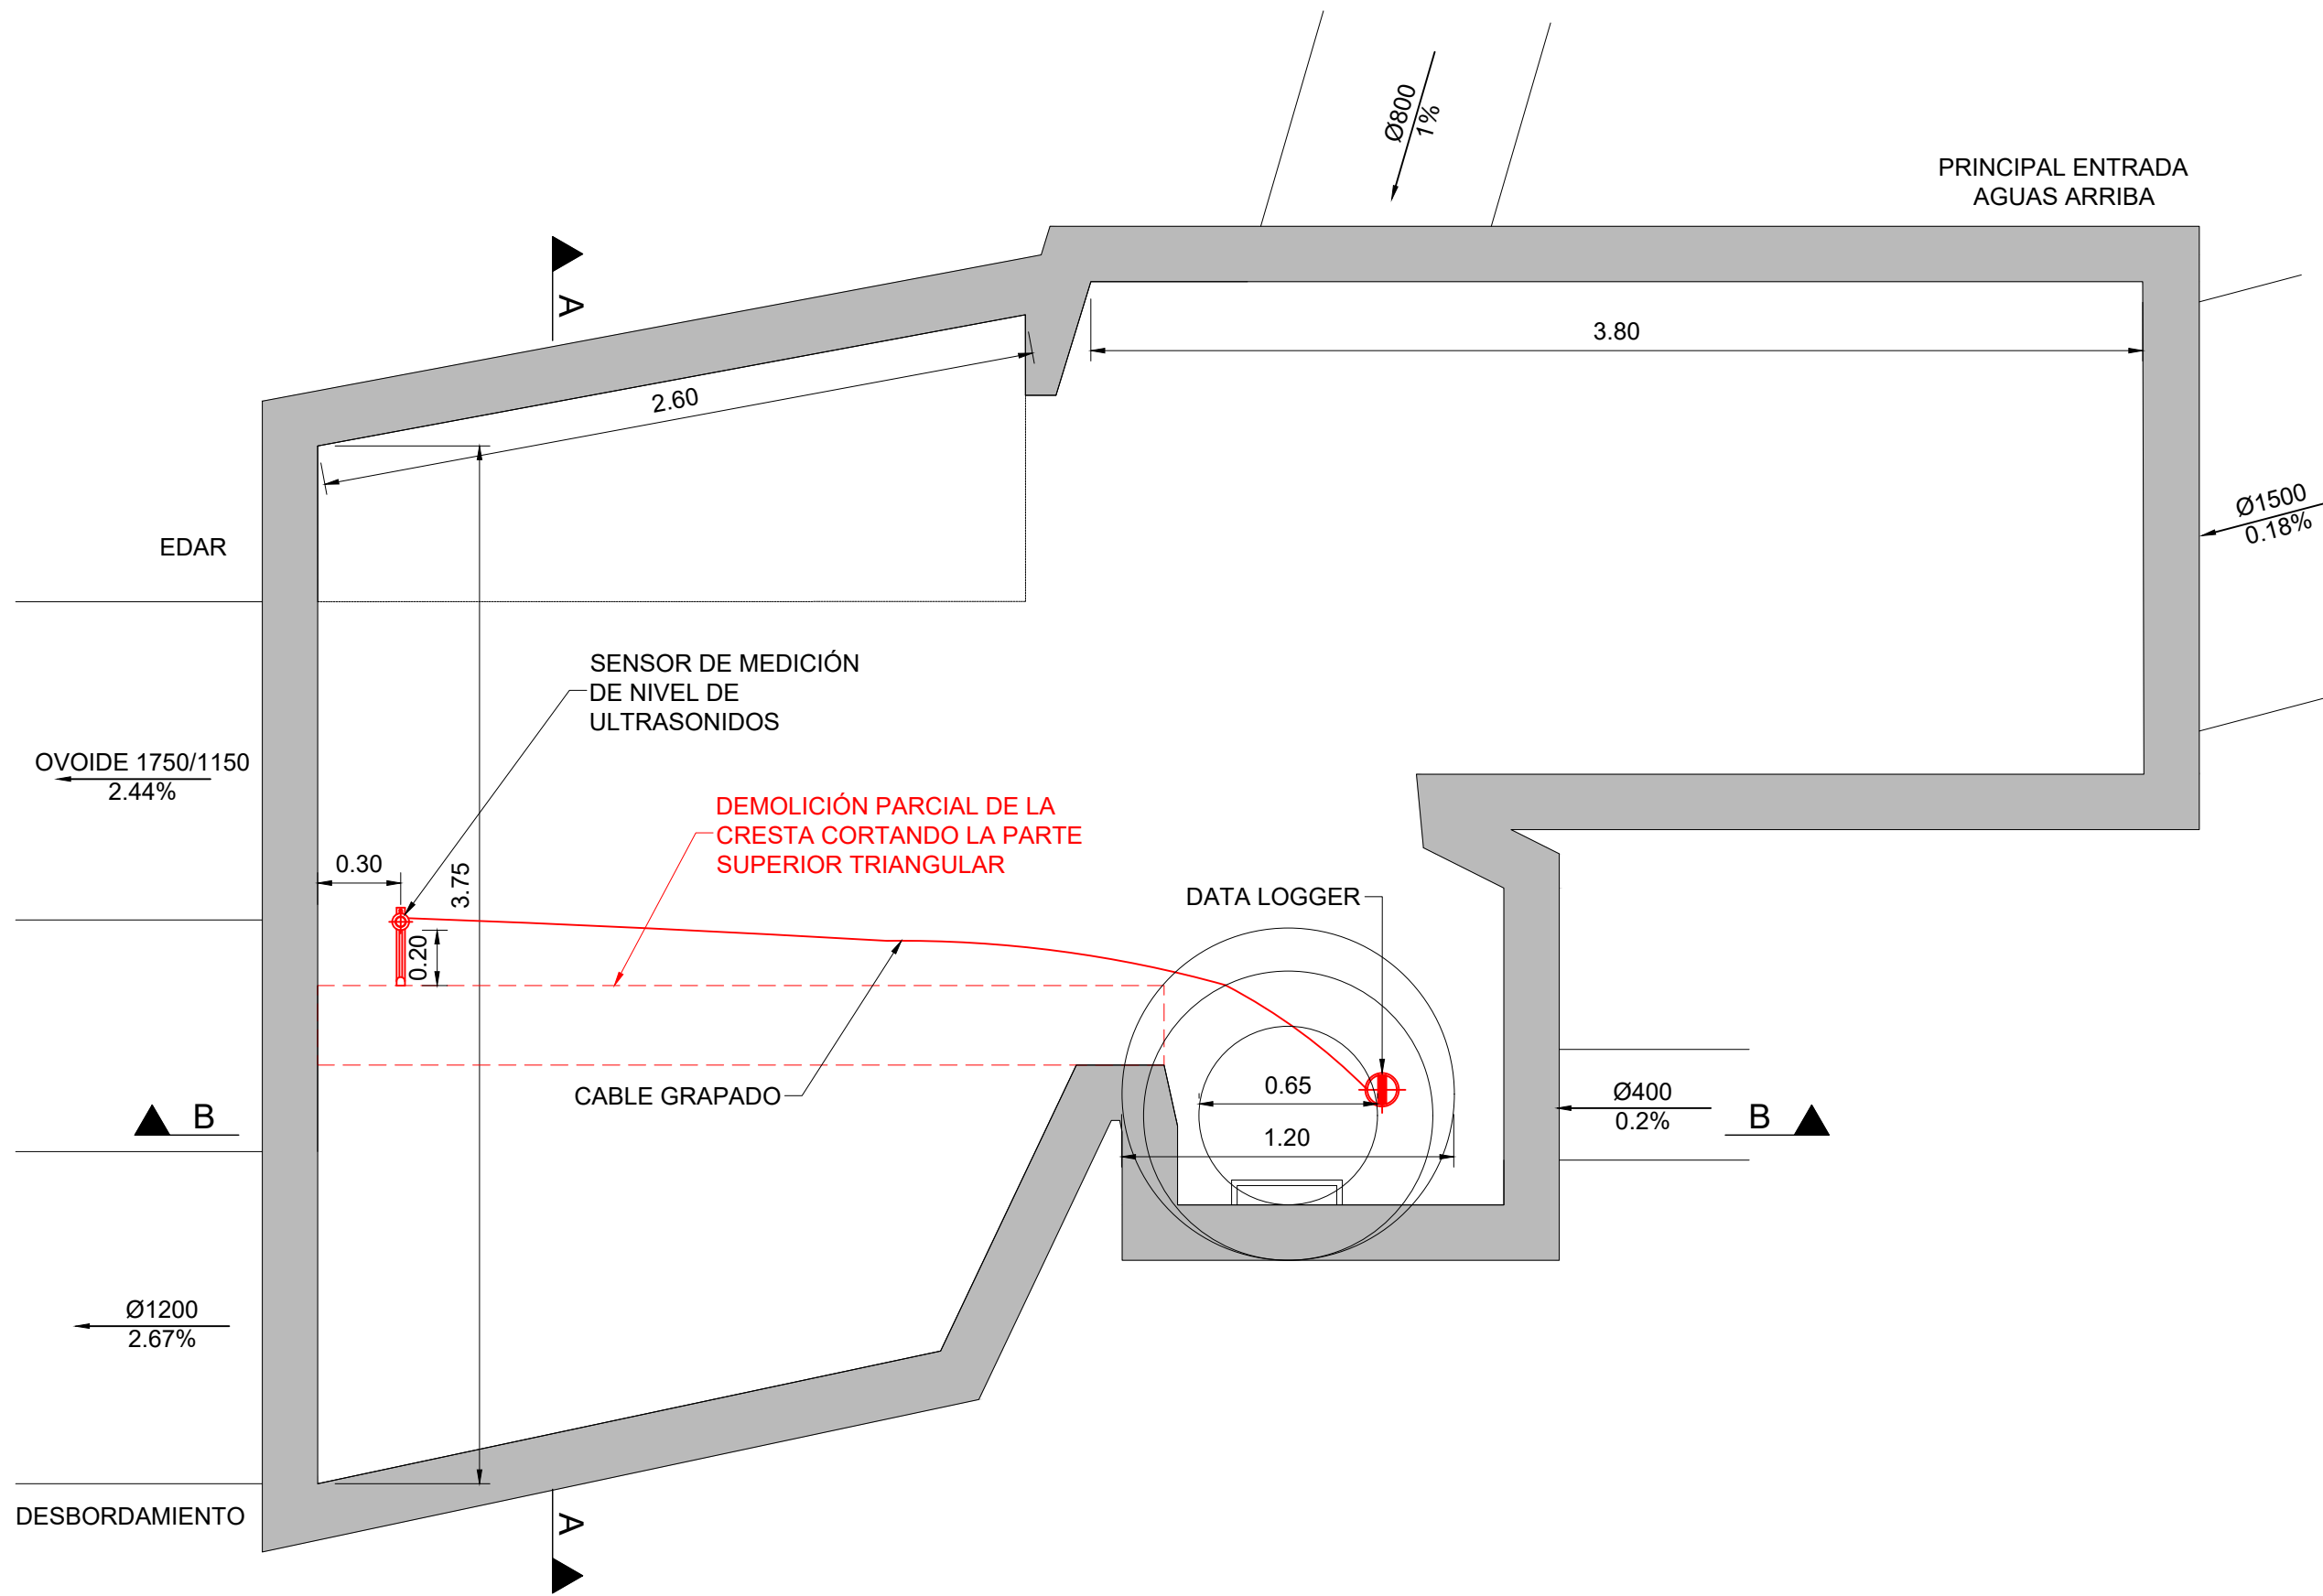 Ø800
1%
PRINCIPAL ENTRADA
AGUAS ARRIBA
A
3.80
2.60
Ø1500
0.18%
EDAR
SENSOR DE MEDICIÓN
DE NIVEL DE
ULTRASONIDOS
OVOIDE 1750/1150
2.44%
DEMOLICIÓN PARCIAL DE LA
CRESTA CORTANDO LA PARTE
SUPERIOR TRIANGULAR
0.30
3.75
DATA LOGGER
0.20
CABLE GRAPADO
0.65
Ø400
0.2%
B
B
1.20
Ø1200
2.67%
DESBORDAMIENTO
A